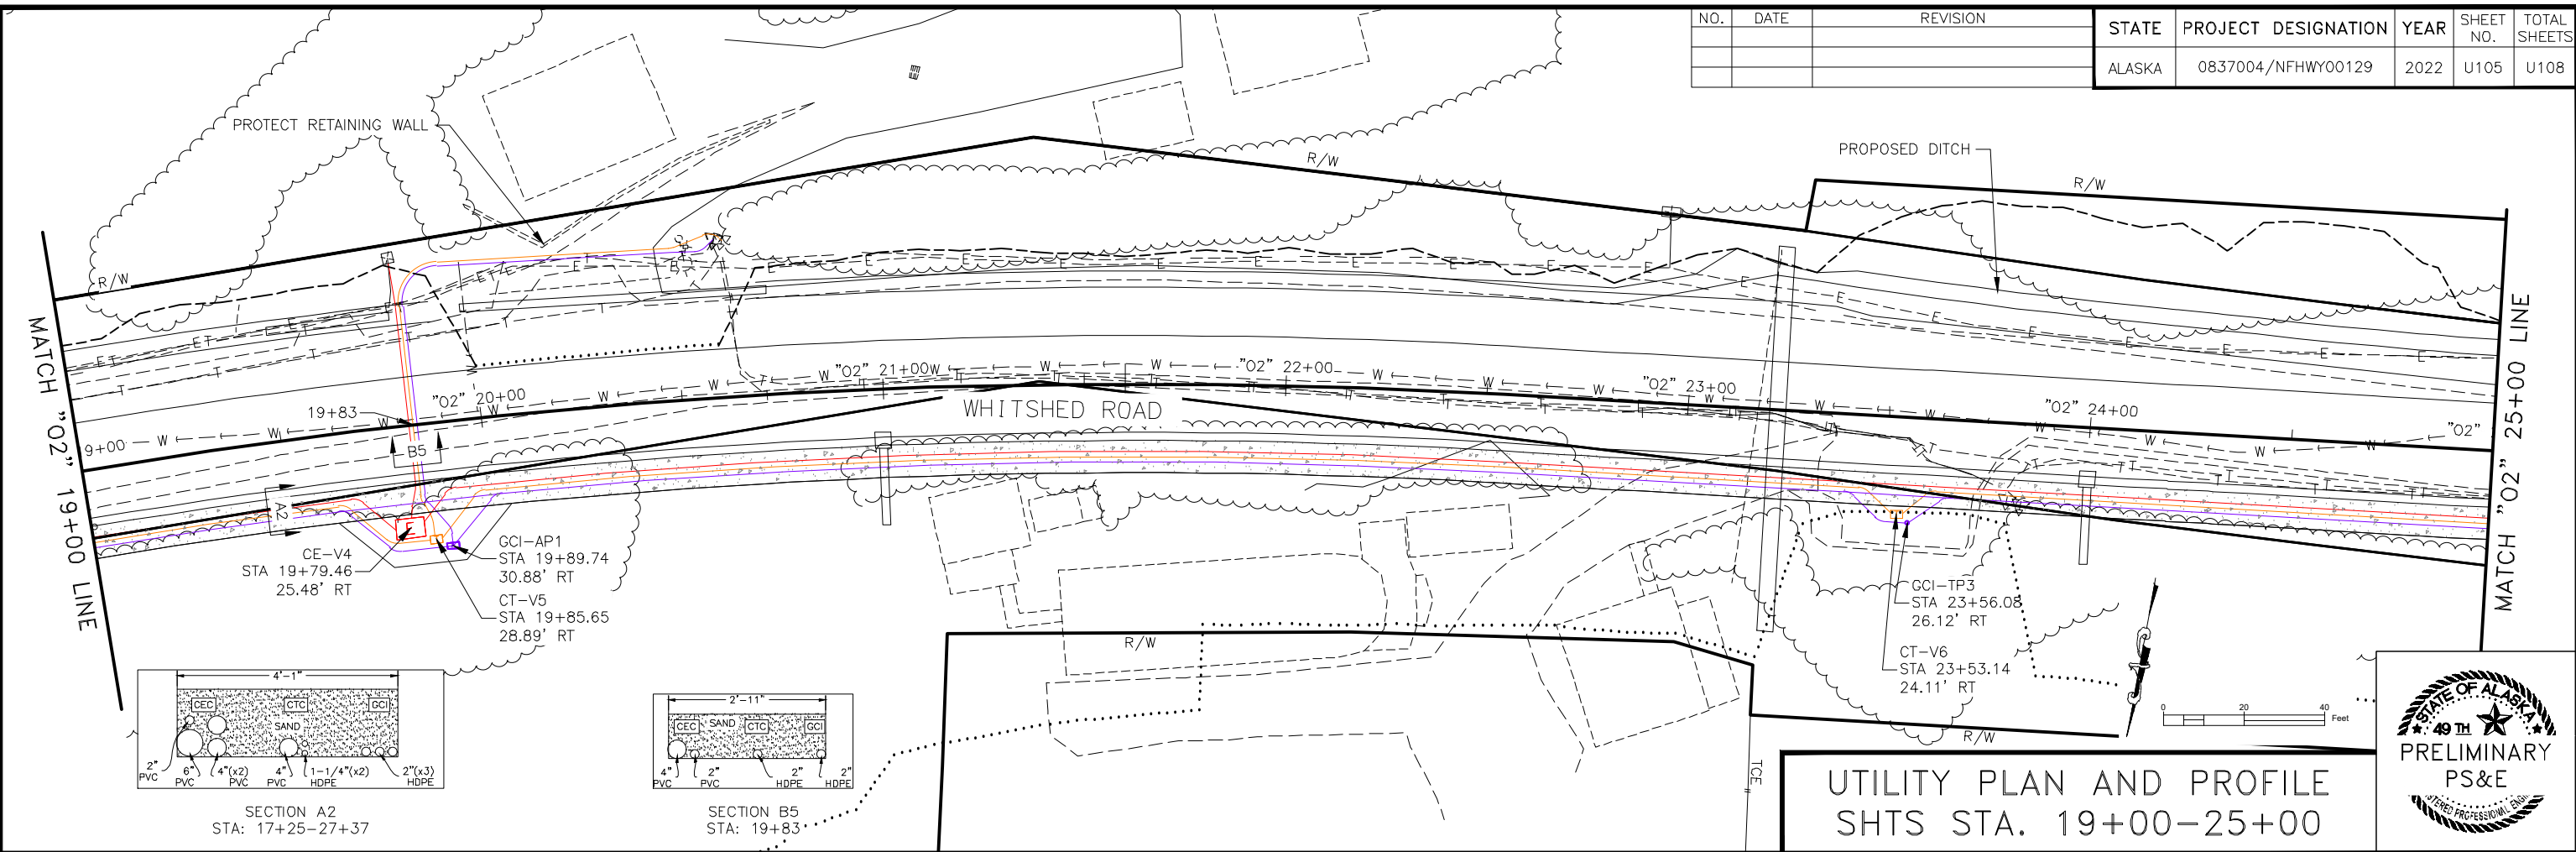 NO. DATE REVISION
STATE PROJECT DESIGNATION YEAR SHEET NO. TOTAL SHEETS
ALASKA 0837004/NFHWY00129 2022 U105 U108
PROTECT RETAINING WALL
PROPOSED DITCH
R/W
R/W
R/W
MATCH "02" 19+00 LINE
MATCH "02" 25+00 LINE
9+00
19+83
"02" 20+00
"02" 21+00
"02" 22+00
"02" 23+00
"02" 24+00
"02"
WHITSHED ROAD
B5
A2
E
CE-V4
STA 19+79.46
25.48' RT
GCI-AP1
STA 19+89.74
30.88' RT
CT-V5
STA 19+85.65
28.89' RT
GCI-TP3
STA 23+56.08
26.12' RT
CT-V6
STA 23+53.14
24.11' RT
R/W
R/W
TCE
4'-1"
CEC CTC GCI
SAND
2" PVC
6" PVC
4"(x2) PVC
4" PVC
1-1/4"(x2) HDPE
2"(x3) HDPE
SECTION A2
STA: 17+25-27+37
2'-11"
CEC SAND CTC GCI
4" PVC
2" PVC
2" HDPE
2" HDPE
SECTION B5
STA: 19+83
0 20 40
Feet
UTILITY PLAN AND PROFILE
SHTS STA. 19+00-25+00
STATE OF ALASKA
49 TH
PRELIMINARY
PS&E